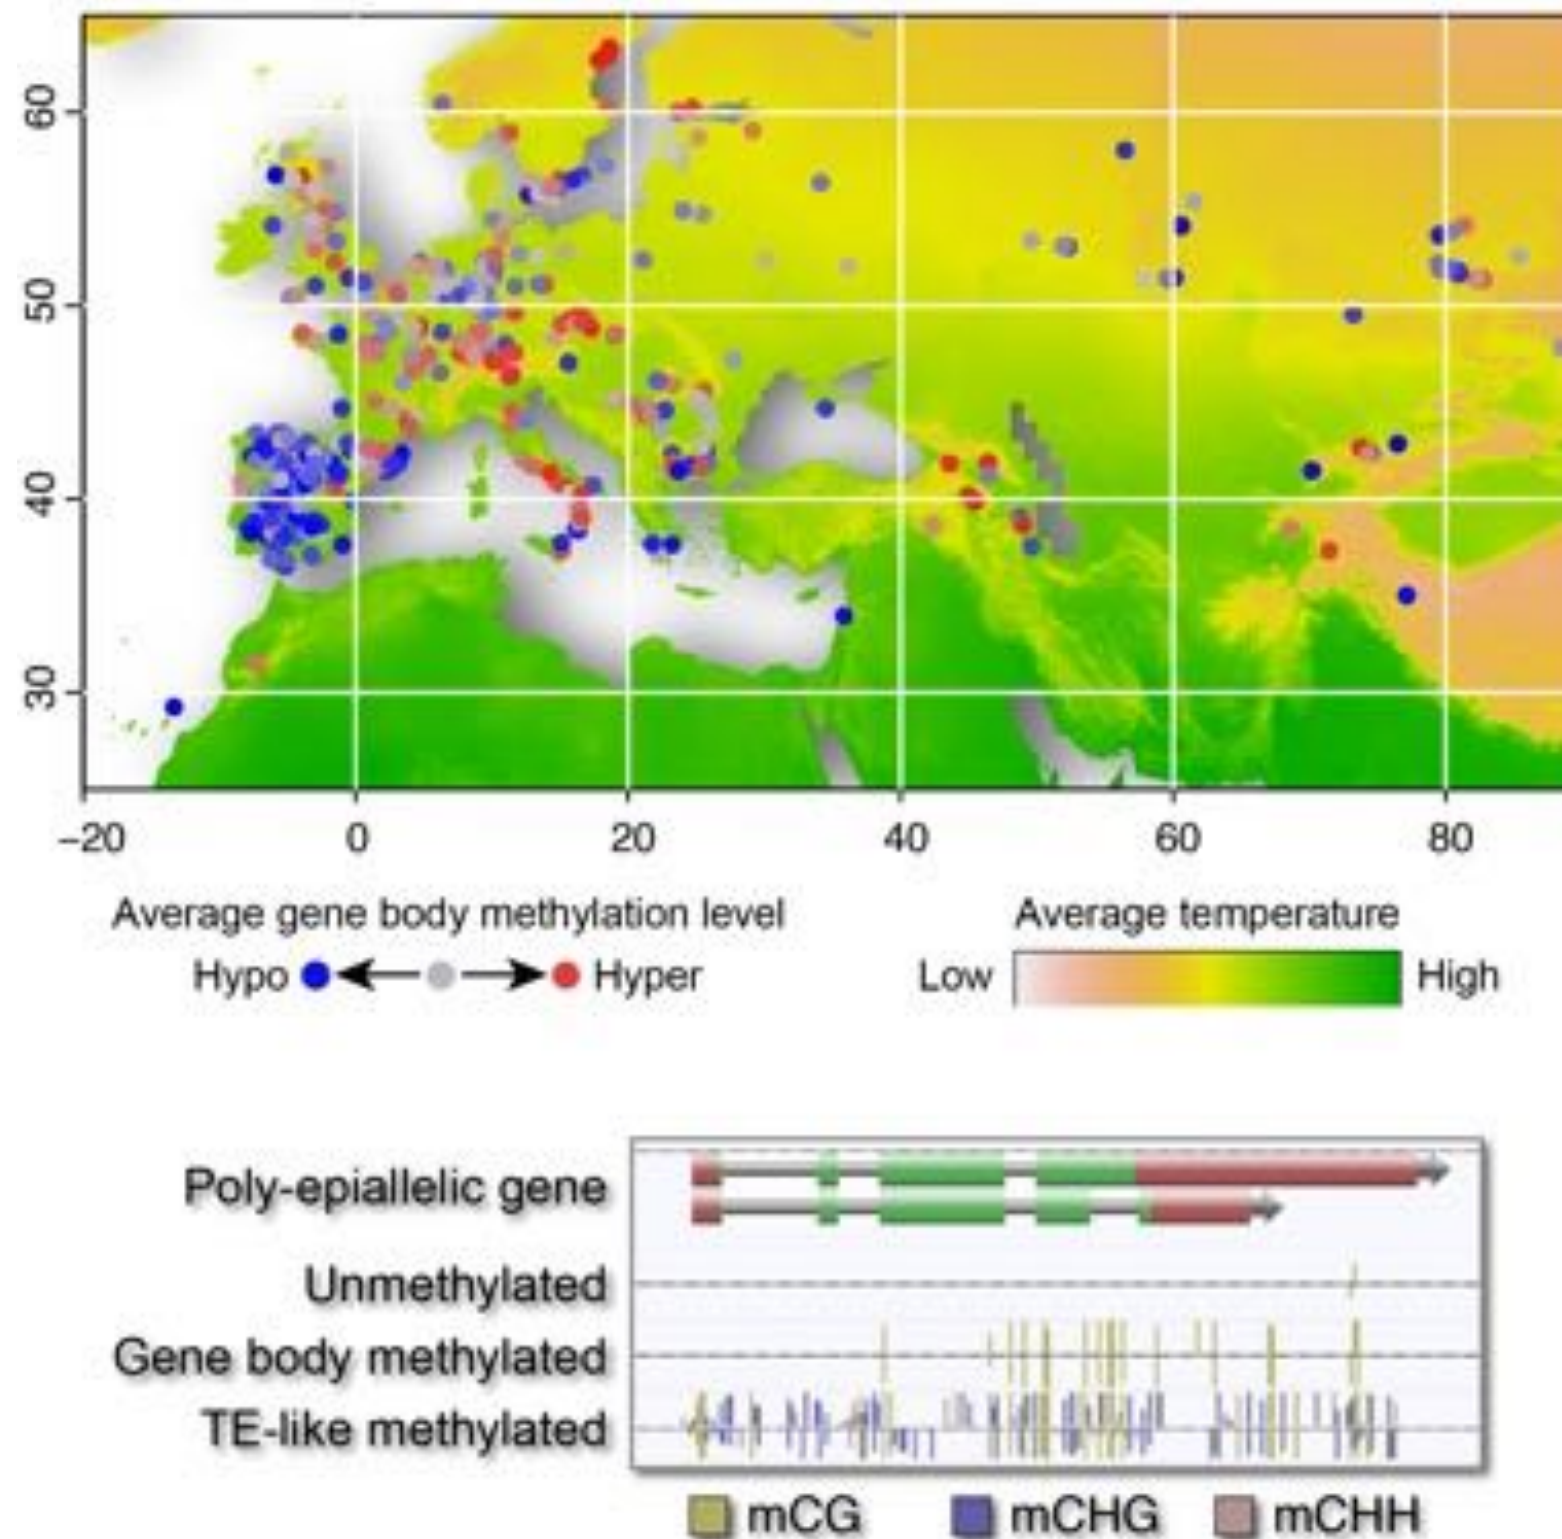 60
50
40
30
−20 0 20 40 60 80
Average gene body methylation level
Hypo Hyper
Average temperature
Low High
Poly-epiallelic gene
Unmethylated
Gene body methylated
TE-like methylated
mCG mCHG mCHH